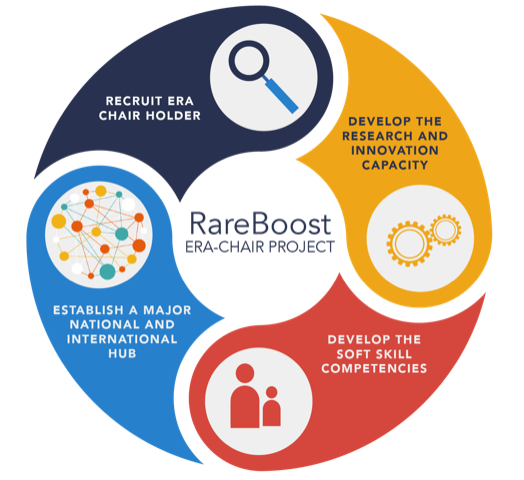 RECRUIT ERA
CHAIR HOLDER
DEVELOP THE
RESEARCH AND
INNOVATION
CAPACITY
RareBoost
ERA-CHAIR PROJECT
ESTABLISH A MAJOR
NATIONAL AND
INTERNATIONAL
HUB
DEVELOP THE
SOFT SKILL
COMPETENCIES